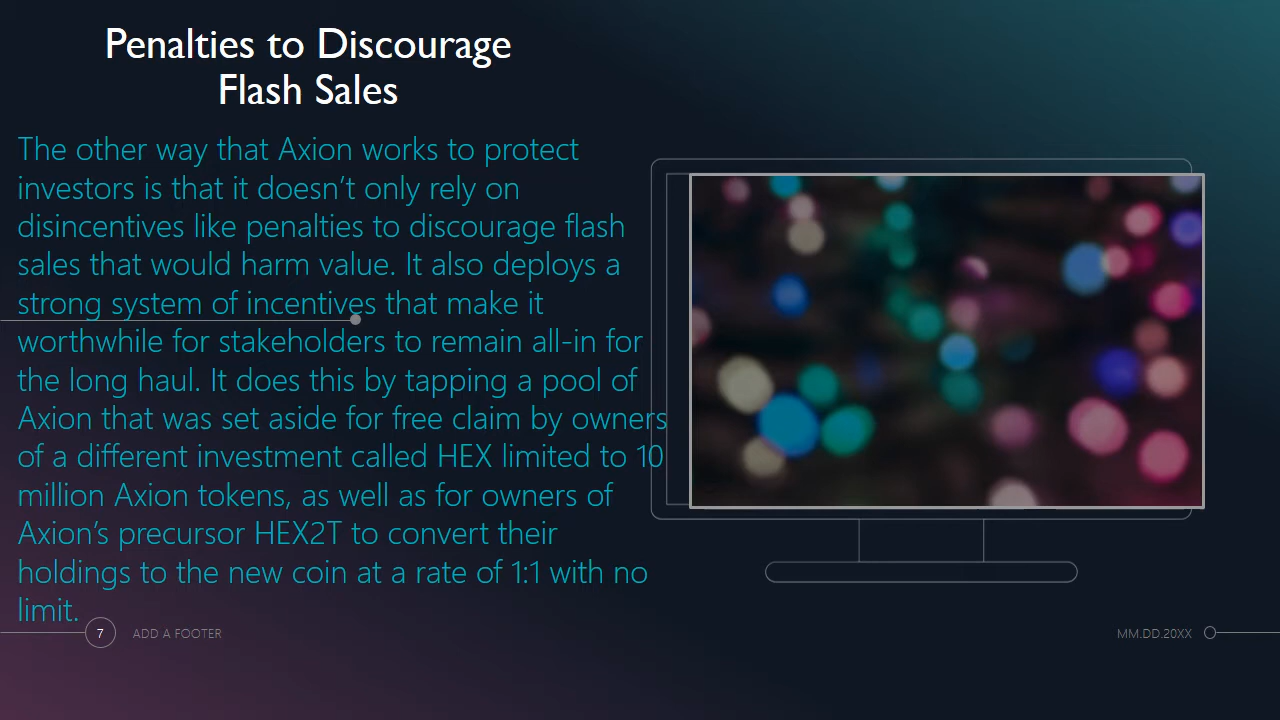 Penalties to Discourage
Flash Sales
The other way that Axion works to protect
investors is that it doesn’t only rely on
disincentives like penalties to discourage flash
sales that would harm value. It also deploys a
strong system of incentives that make it
worthwhile for stakeholders to remain all-in for
the long haul. It does this by tapping a pool of
Axion that was set aside for free claim by owners
of a different investment called HEX limited to 10
million Axion tokens, as well as for owners of
Axion’s precursor HEX2T to convert their
holdings to the new coin at a rate of 1:1 with no
limit.
7
ADD A FOOTER
MM.DD.20XX